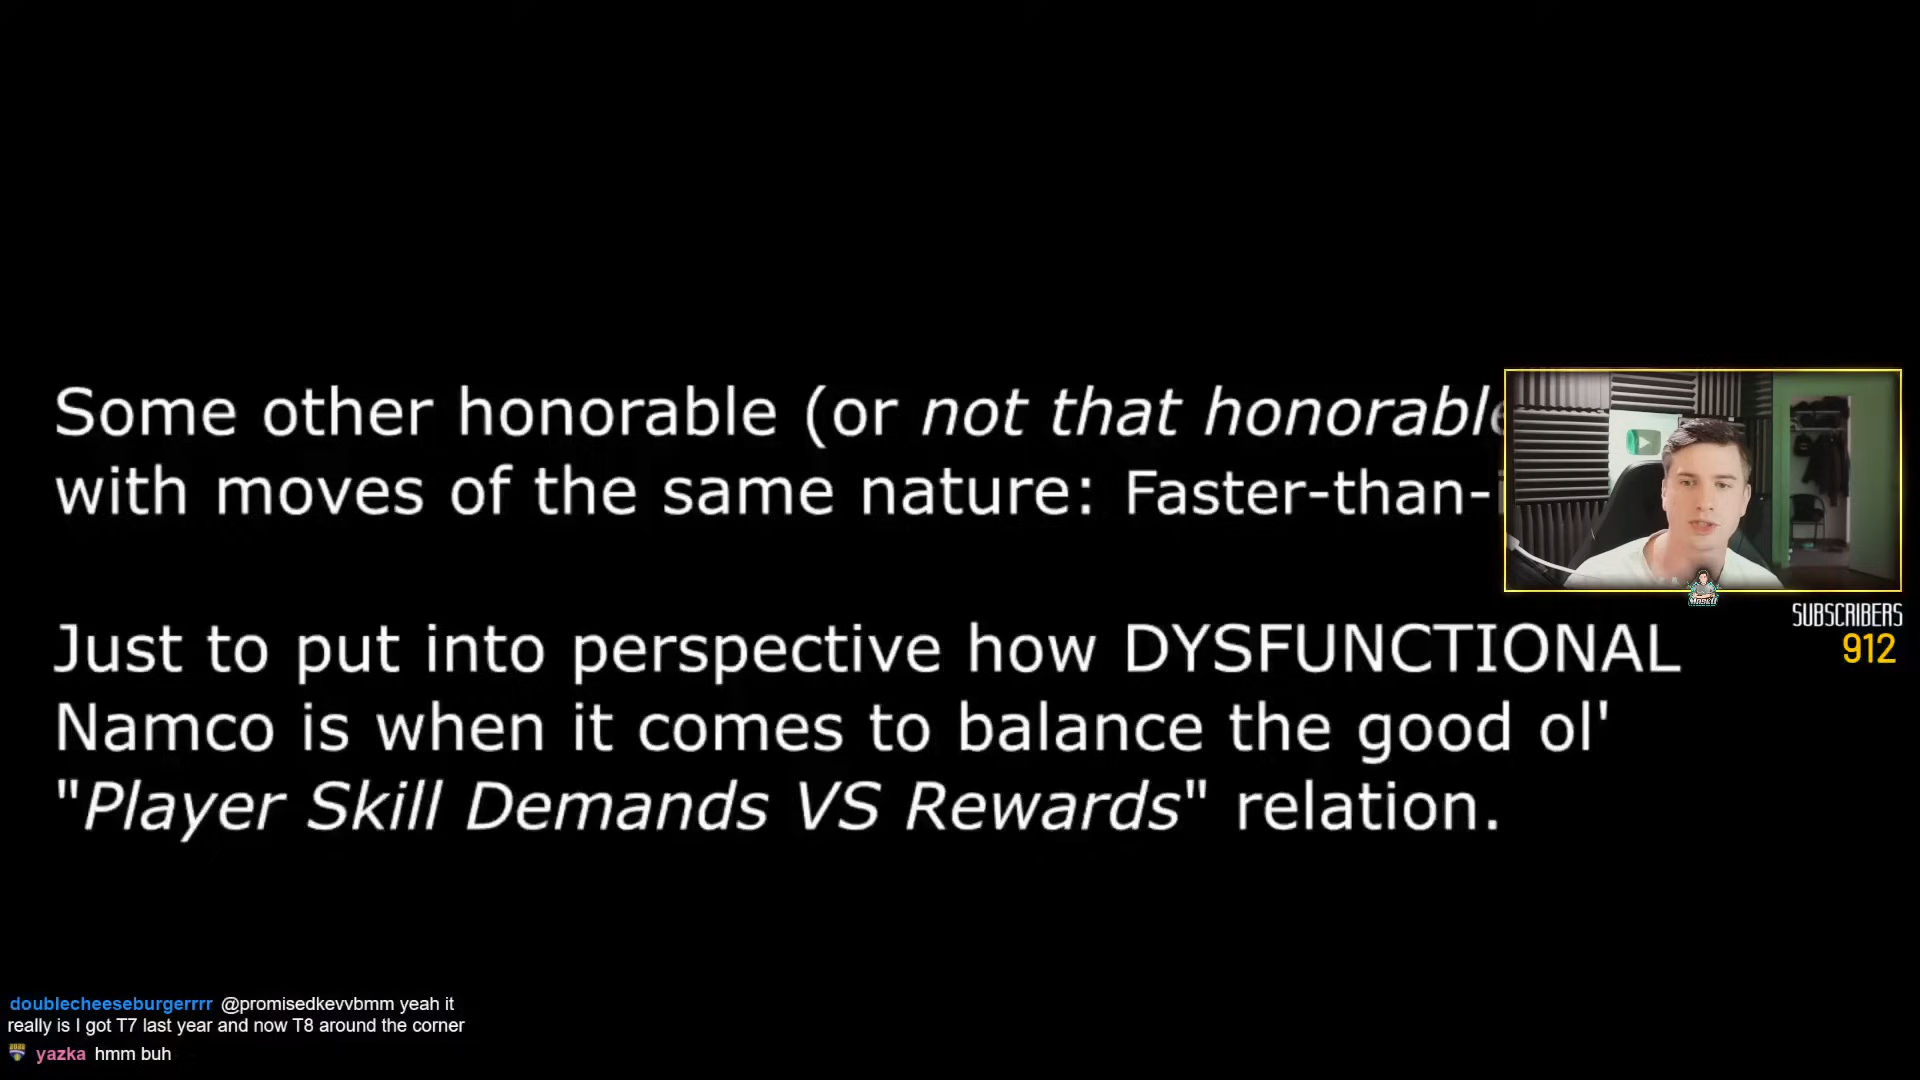 Some other honorable (or not that honorable
with moves of the same nature: Faster-than-
Just to put into perspective how DYSFUNCTIONAL
Namco is when it comes to balance the good ol'
"Player Skill Demands VS Rewards" relation.
SUBSCRIBERS
912
doublecheeseburgerrrr @promisedkevvbmm yeah it
really is I got T7 last year and now T8 around the corner
yazka hmm buh